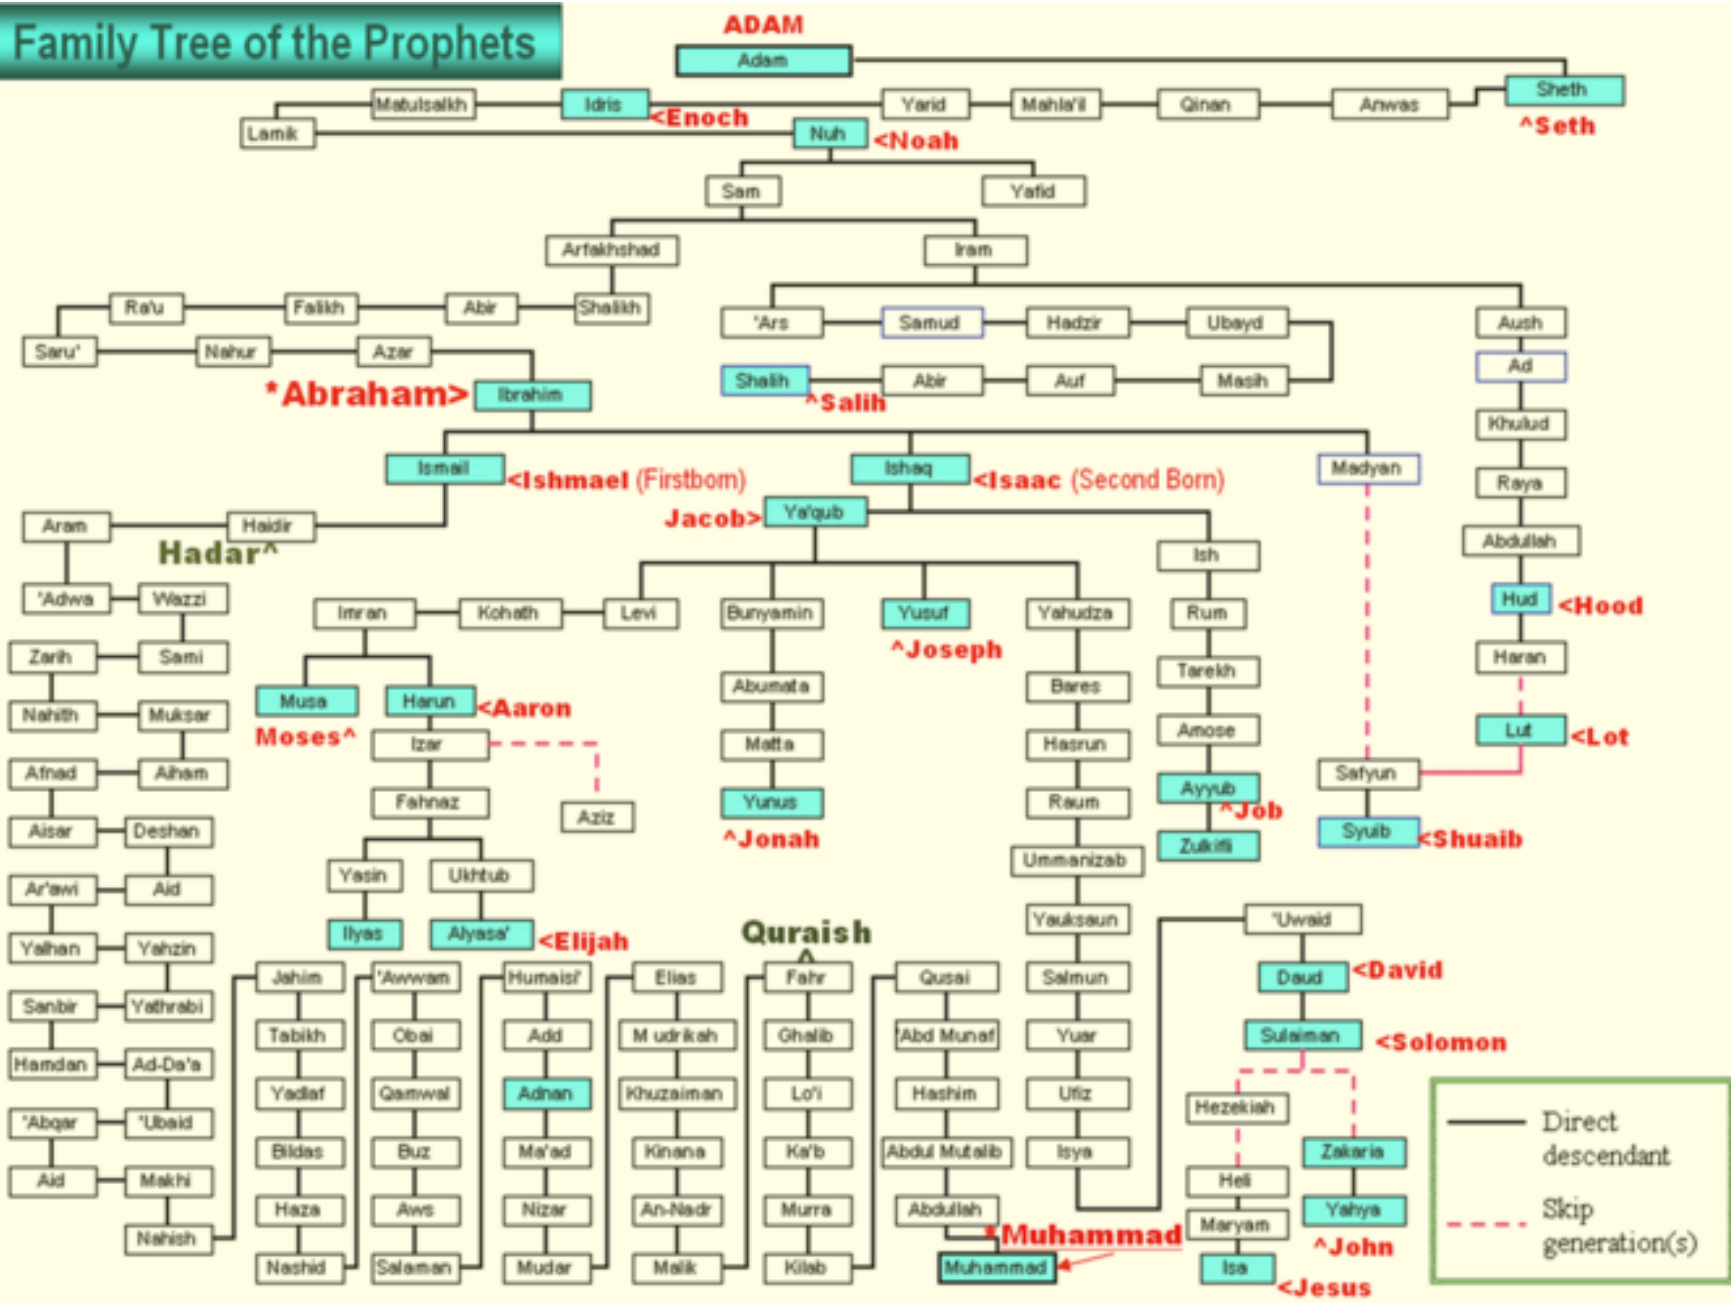 Family Tree of the Prophets
ADAM
Adam
Sheth
^Seth
Matulsalkh
Idris
<Enoch
Yarid
Mahla'il
Qinan
Anwas
Lamik
Nuh
<Noah
Sam
Yafid
Arfakhshad
Iram
Ra'u
Falikh
Abir
Shalikh
'Ars
Samud
Hadzir
Ubayd
Aush
Saru'
Nahur
Azar
Shalih
^Salih
Abir
Auf
Masih
Ad
*Abraham>
Ibrahim
Khulud
Ismail
<Ishmael (Firstborn)
Ishaq
<Isaac (Second Born)
Madyan
Raya
Jacob>
Ya'qub
Aram
Haidir
Hadar^
Ish
Abdullah
'Adwa
Wazzi
Imran
Kohath
Levi
Bunyamin
Yusuf
^Joseph
Yahudza
Rum
Hud
<Hood
Zarih
Sami
Tarekh
Haran
Musa
Moses^
Harun
<Aaron
Abumata
Bares
Nahith
Muksar
Izar
Matta
Hasrun
Amose
Lut
<Lot
Afnad
Aiham
Fahnaz
Aziz
Yunus
^Jonah
Raum
Ayyub
^Job
Safyun
Aisar
Deshan
Zulkifli
Syuib
<Shuaib
Ar'awi
Aid
Yasin
Ukhtub
Ummanizab
Yalhan
Yahzin
Ilyas
Alyasa'
<Elijah
Quraish
^
Yauksaun
'Uwaid
Jahim
'Awwam
Humaisi'
Elias
Fahr
Qusai
Salmun
Daud
<David
Sanbir
Yathrabi
Tabikh
Obai
Add
Mudrikah
Ghalib
'Abd Munaf
Yuar
Sulaiman
<Solomon
Hamdan
Ad-Da'a
Yadlaf
Qamwal
Adnan
Khuzaiman
Lo'i
Hashim
Ufiz
Hezekiah
'Abqar
'Ubaid
Bildas
Buz
Ma'ad
Kinana
Ka'b
Abdul Mutalib
Isya
Zakaria
Aid
Makhi
Heli
Haza
Aws
Nizar
An-Nadr
Murra
Abdullah
Maryam
Yahya
^John
Nahish
*Muhammad
Nashid
Salaman
Mudar
Malik
Kilab
Muhammad
Isa
<Jesus
Direct
descendant
Skip
generation(s)